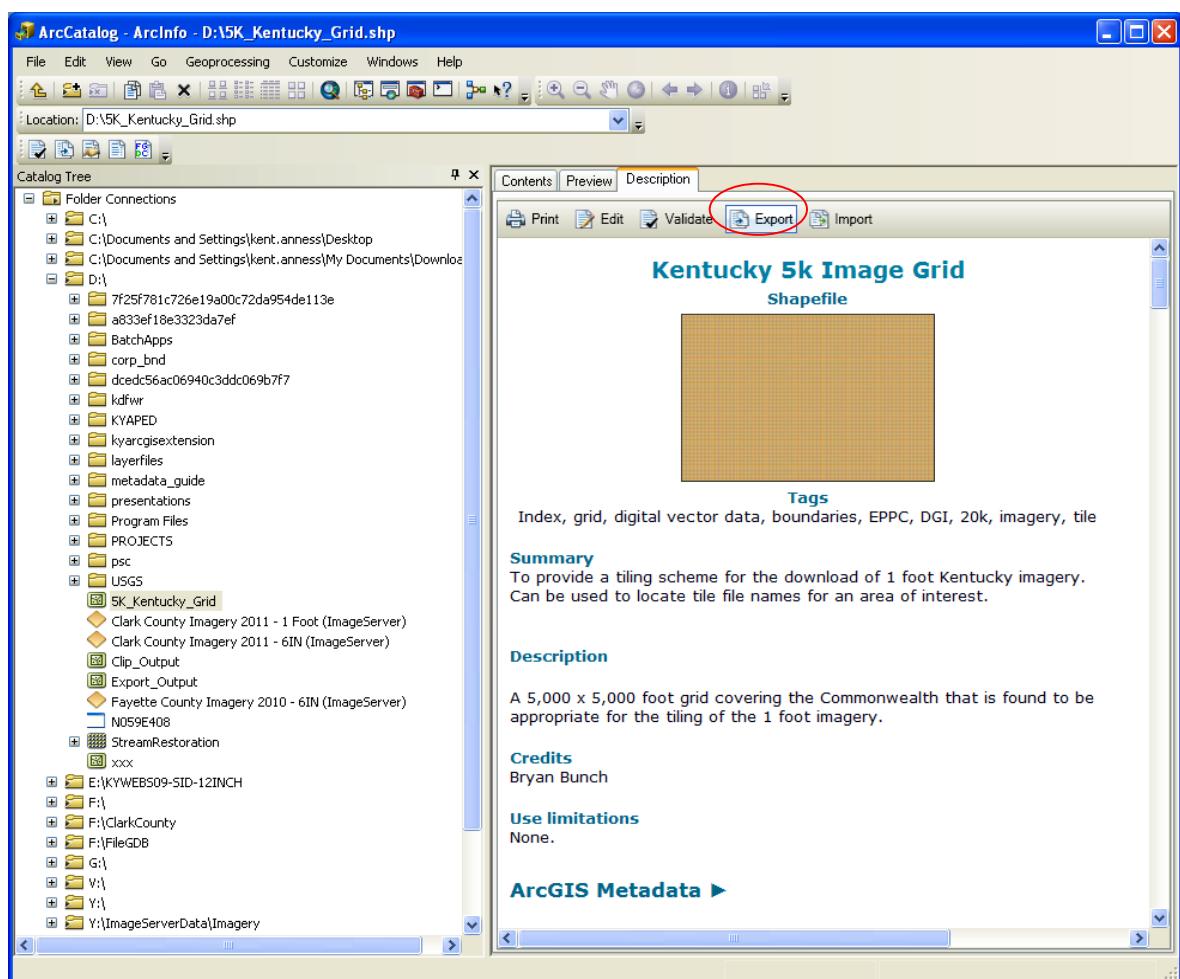 ArcCatalog - ArcInfo - D:\5K_Kentucky_Grid.shp
File Edit View Go Geoprocessing Customize Windows Help
Location: D:\5K_Kentucky_Grid.shp
Catalog Tree
Folder Connections
C:\
C:\Documents and Settings\kent.anness\Desktop
C:\Documents and Settings\kent.anness\My Documents\Downloa
D:\
7f25f781c726e19a00c72da954de113e
a833ef18e3323da7ef
BatchApps
corp_bnd
dcedc56ac06940c3ddc069b7f7
kdfwr
KYAPED
kyarcgisextension
layerfiles
metadata_guide
presentations
Program Files
PROJECTS
psc
USGS
5K_Kentucky_Grid
Clark County Imagery 2011 - 1 Foot (ImageServer)
Clark County Imagery 2011 - 6IN (ImageServer)
Clip_Output
Export_Output
Fayette County Imagery 2010 - 6IN (ImageServer)
N059E408
StreamRestoration
xxx
E:\KYWEBS09-SID-12INCH
F:\
F:\ClarkCounty
F:\FileGDB
G:\
V:\
Y:\
Y:\ImageServerData\Imagery
Contents Preview Description
Print Edit Validate Export Import
Kentucky 5k Image Grid
Shapefile
Tags
Index, grid, digital vector data, boundaries, EPPC, DGI, 20k, imagery, tile
Summary
To provide a tiling scheme for the download of 1 foot Kentucky imagery.
Can be used to locate tile file names for an area of interest.
Description
A 5,000 x 5,000 foot grid covering the Commonwealth that is found to be
appropriate for the tiling of the 1 foot imagery.
Credits
Bryan Bunch
Use limitations
None.
ArcGIS Metadata ►